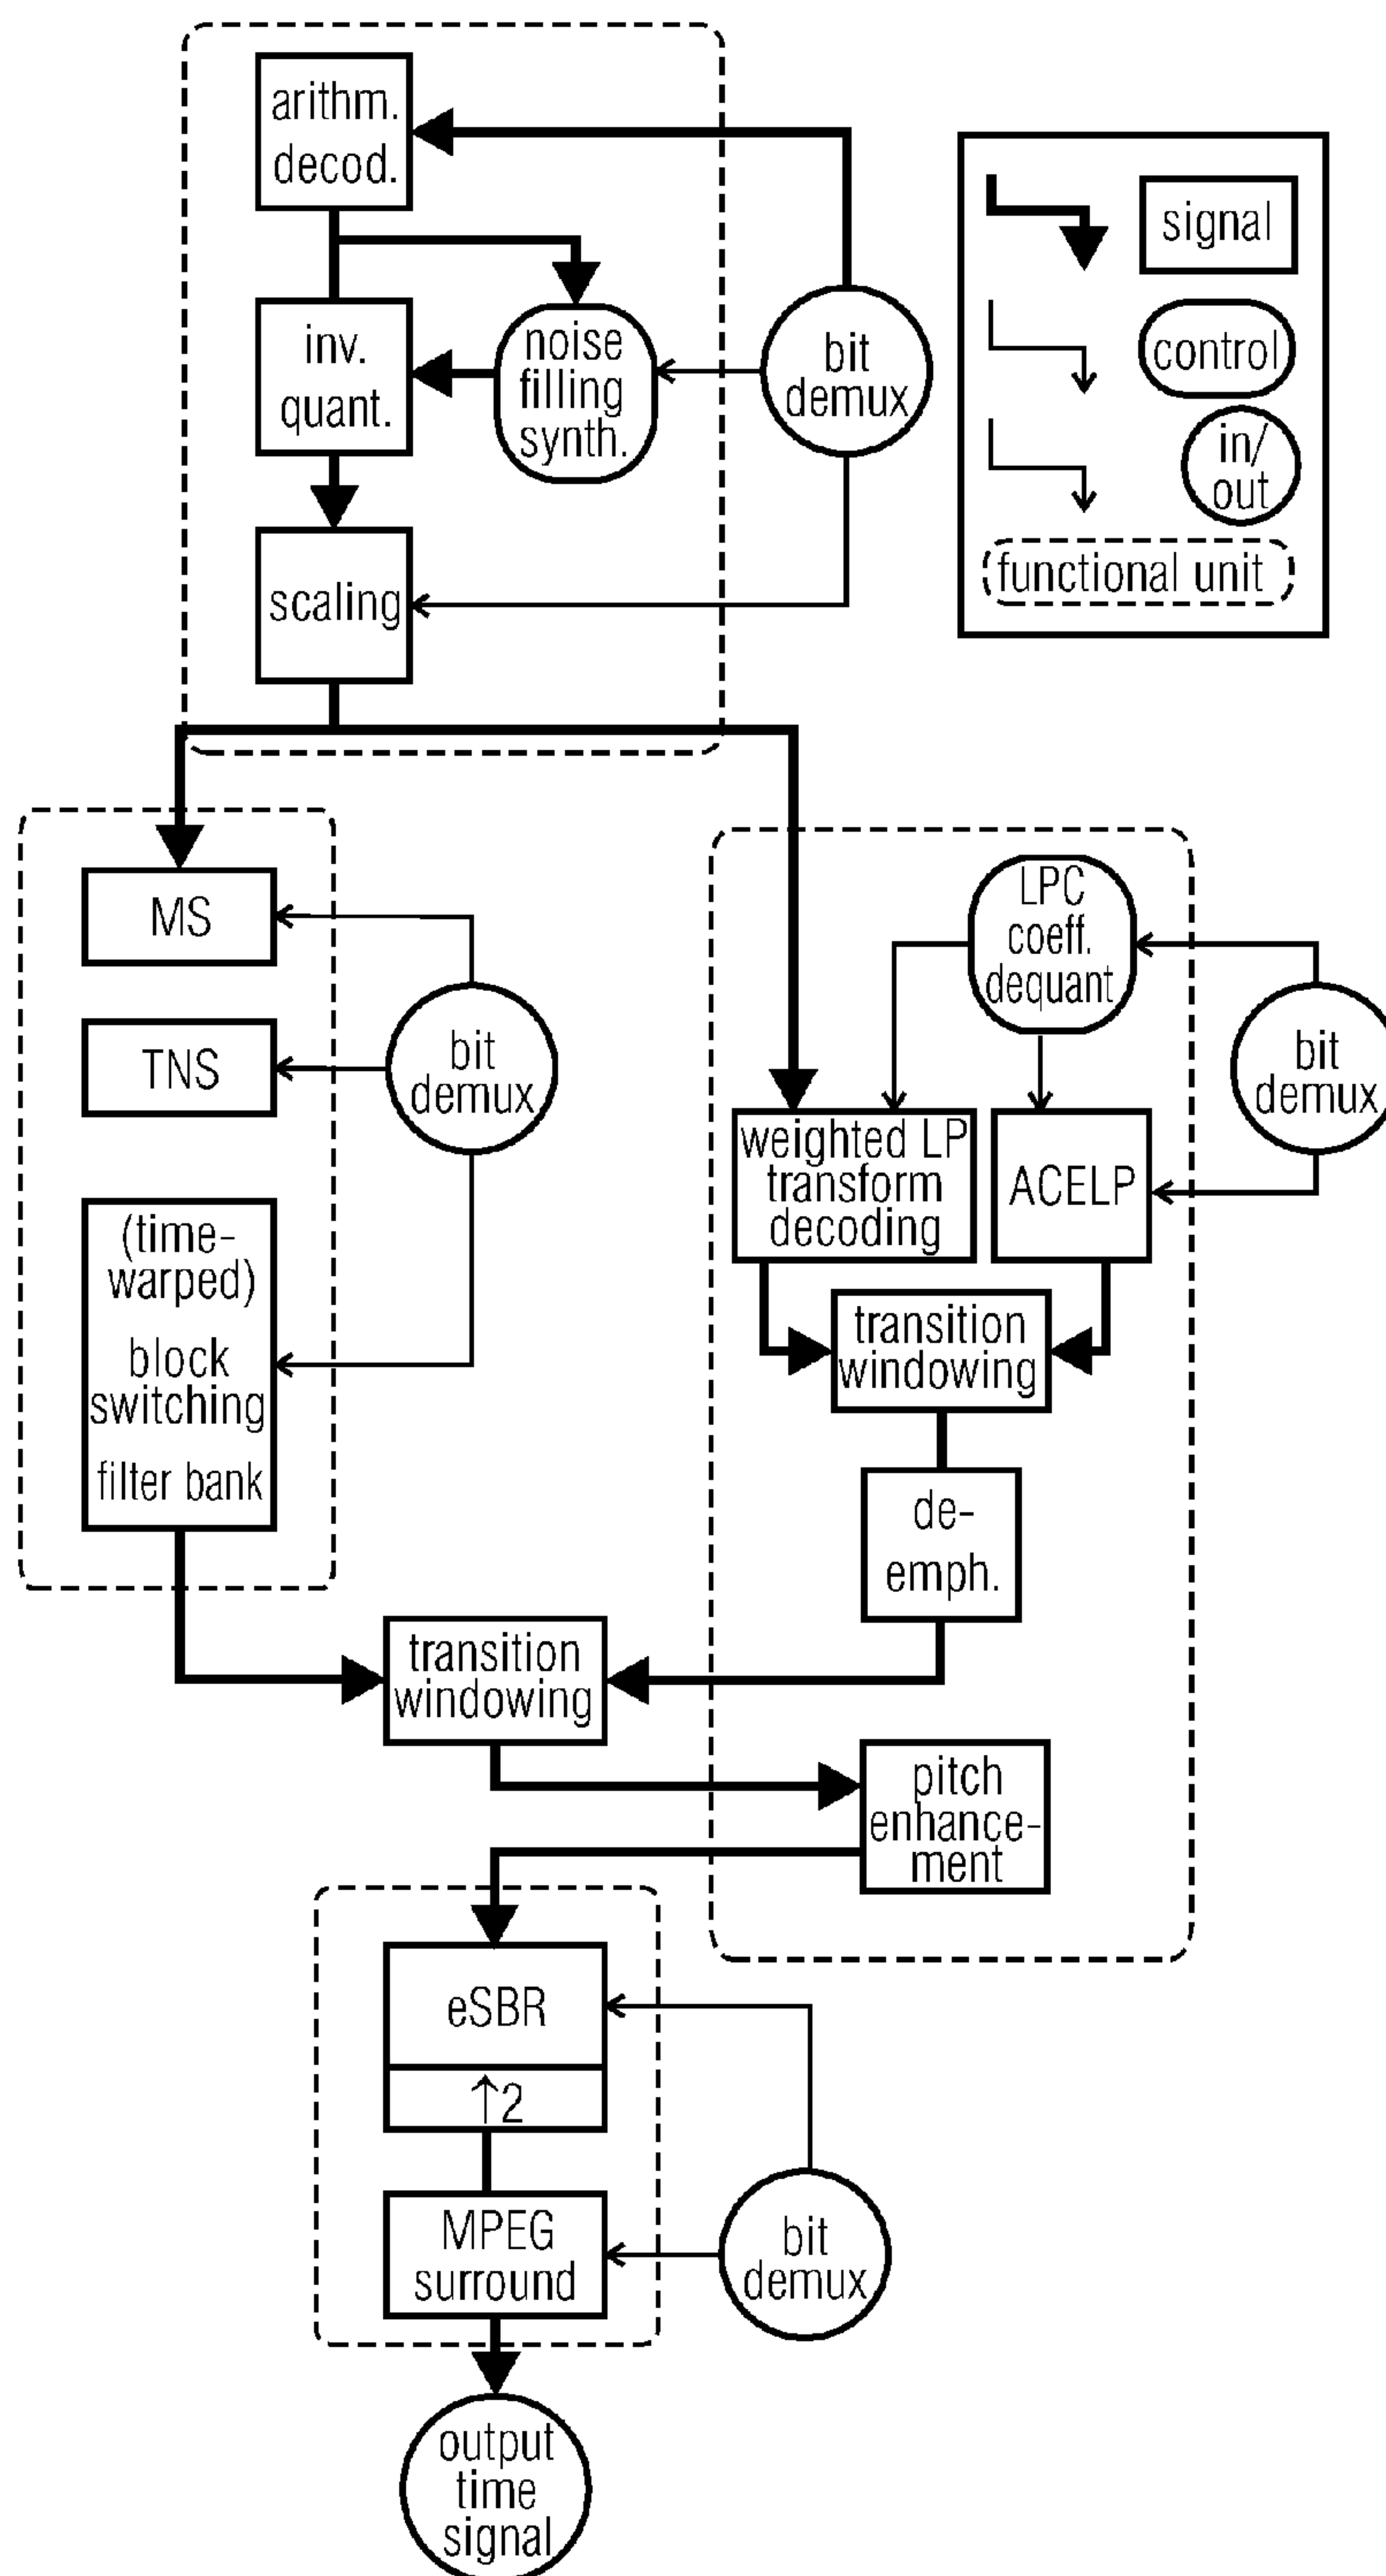 arithm.
decod.
signal
inv.
quant.
noise
filling
synth.
bit
demux
control
in/
out
scaling
functional unit
MS
LPC
coeff.
dequant
TNS
bit
demux
bit
demux
weighted LP
transform
decoding
ACELP
(time-
warped)
block
switching
filter bank
transition
windowing
de-
emph.
transition
windowing
pitch
enhance-
ment
eSBR
↑2
MPEG
surround
bit
demux
output
time
signal